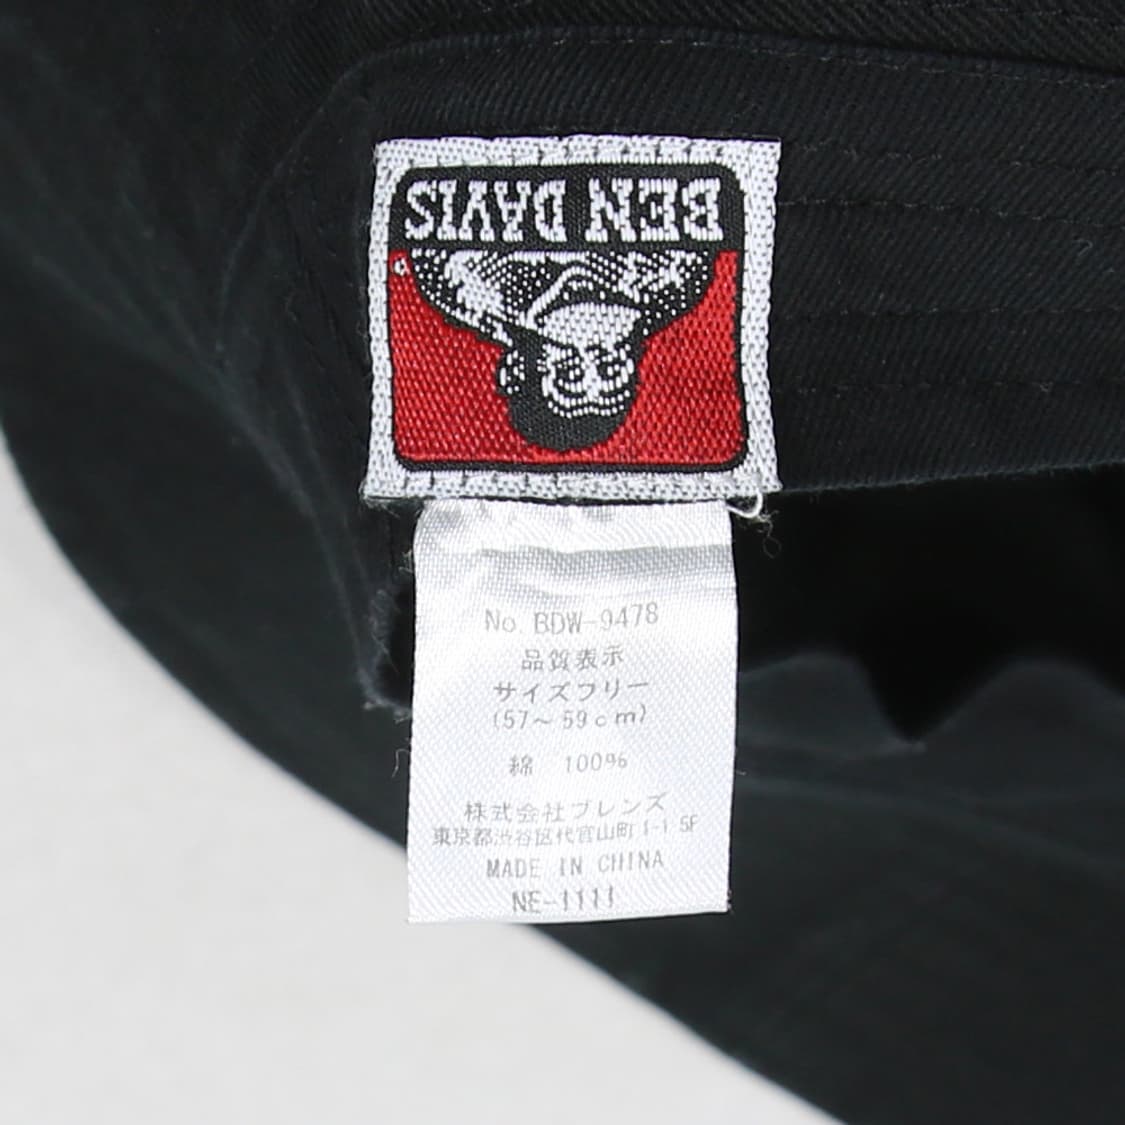 BEN DAVIS
No. BDW-9478
品質表示
サイズフリー
(57～59cm)
綿 100%
株式会社ブレンズ
東京都渋谷区代官山町1-1 5F
MADE IN CHINA
NE-1111